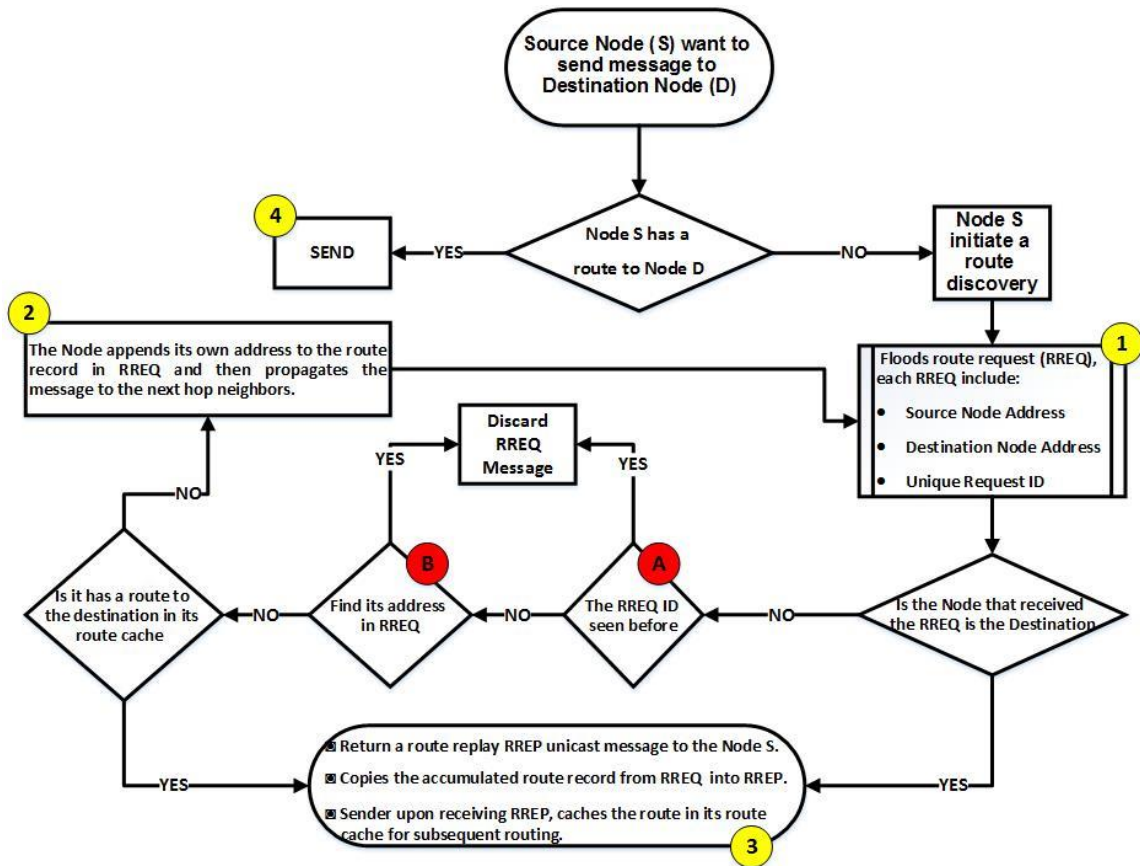 Source Node (S) want to
send message to
Destination Node (D)
4
SEND
YES
Node S has a
route to Node D
NO
Node S
initiate a
route
discovery
2
The Node appends its own address to the route
record in RREQ and then propagates the
message to the next hop neighbors.
1
Floods route request (RREQ),
each RREQ include:
• Source Node Address
• Destination Node Address
• Unique Request ID
Discard
RREQ
Message
YES
YES
NO
B
A
Is it has a route to
the destination in its
route cache
NO
Find its address
in RREQ
NO
The RREQ ID
seen before
NO
Is the Node that received
the RREQ is the Destination
YES
YES
◙ Return a route replay RREP unicast message to the Node S.
◙ Copies the accumulated route record from RREQ into RREP.
◙ Sender upon receiving RREP, caches the route in its route
cache for subsequent routing.
3